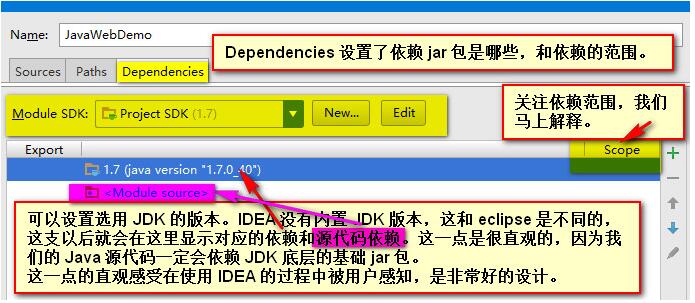 Name: JavaWebDemo
Dependencies 设置了依赖 jar 包是哪些，和依赖的范围。
Sources Paths Dependencies
Module SDK: Project SDK (1.7) New... Edit
关注依赖范围，我们
马上解释。
Export Scope
1.7 (java version "1.7.0_40")
<Module source>
可以设置选用 JDK 的版本。IDEA 没有内置 JDK 版本，这和 eclipse 是不同的，
这支以后就会在这里显示对应的依赖和源代码依赖。这一点是很直观的，因为我
们的 Java 源代码一定会依赖 JDK 底层的基础 jar 包。
这一点的直观感受在使用 IDEA 的过程中被用户感知，是非常好的设计。